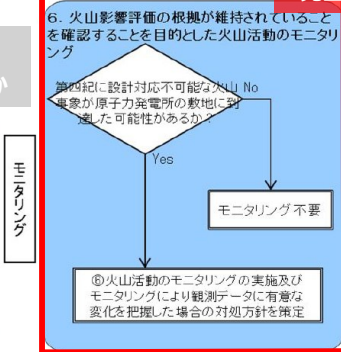 6. 火山影響評価の根拠が維持されていること
を確認することを目的とした火山活動のモニタリ
ング
第四紀に設計対応不可能な火山
事象が原子力発電所の敷地に到
達した可能性があるか?
No
Yes
モニタリング
モニタリング不要
⑥火山活動のモニタリングの実施及び
モニタリングにより観測データに有意な
変化を把握した場合の対処方針を策定